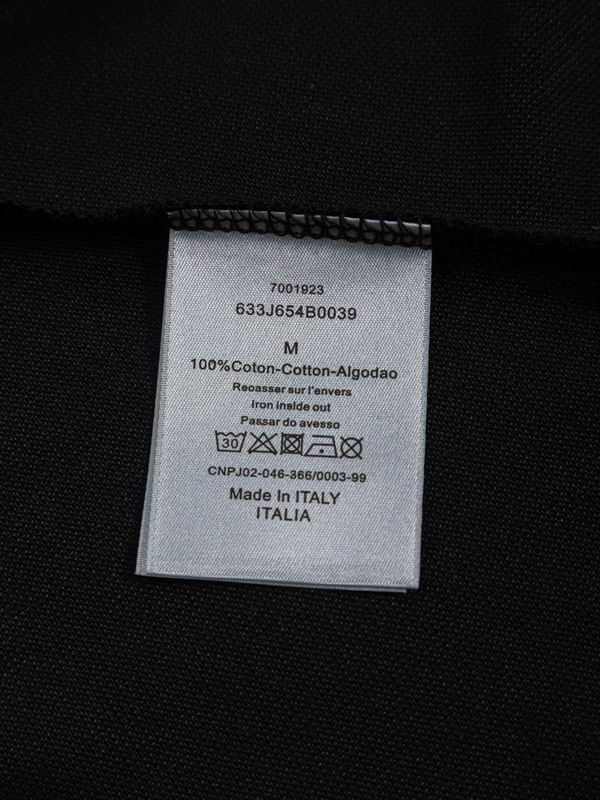 7001923
633J654B0039
M
100%Coton-Cotton-Algodao
Reoasser sur l'envers
Iron inside out
Passar do avesso
30
CNPJ02-046-366/0003-99
Made In ITALY
ITALIA